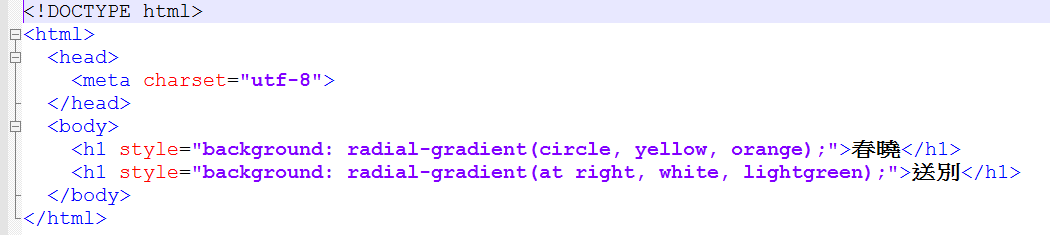 <!DOCTYPE html>
<html>
  <head>
    <meta charset="utf-8">
  </head>
  <body>
    <h1 style="background: radial-gradient(circle, yellow, orange);">春曉</h1>
    <h1 style="background: radial-gradient(at right, white, lightgreen);">送別</h1>
  </body>
</html>